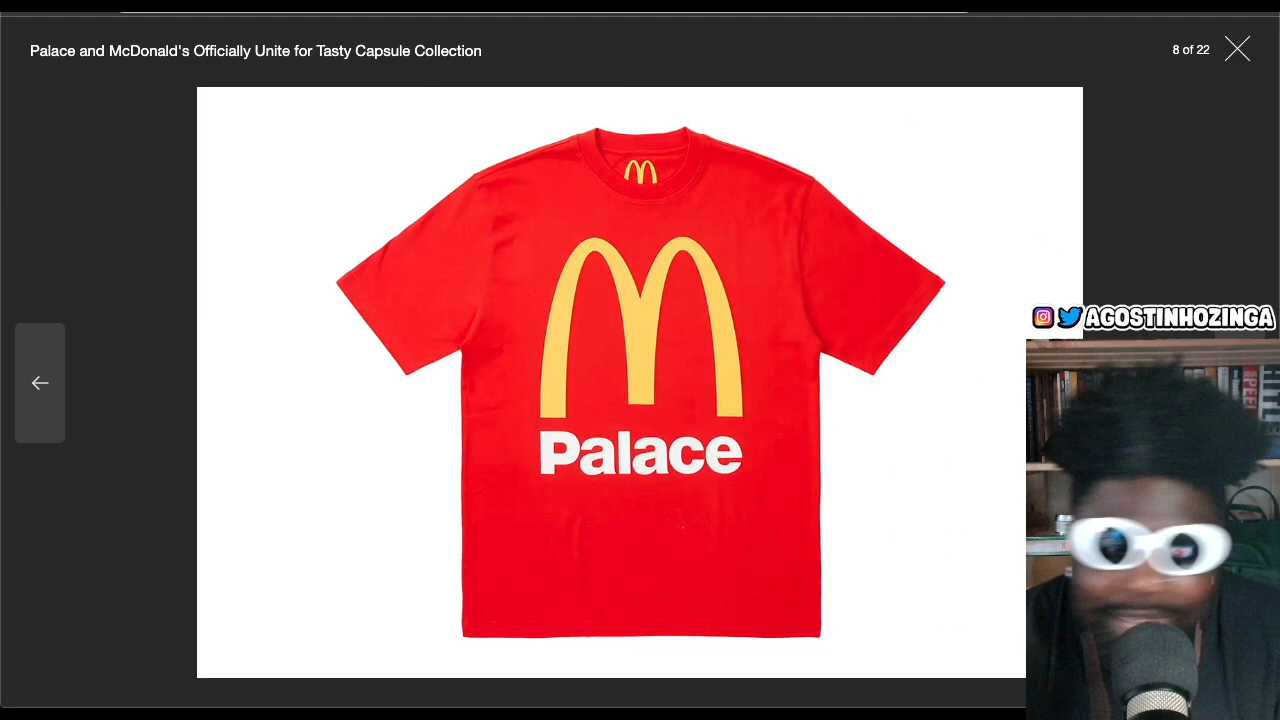 Palace and McDonald's Officially Unite for Tasty Capsule Collection
8 of 22
Palace
AGOSTINHOZINGA